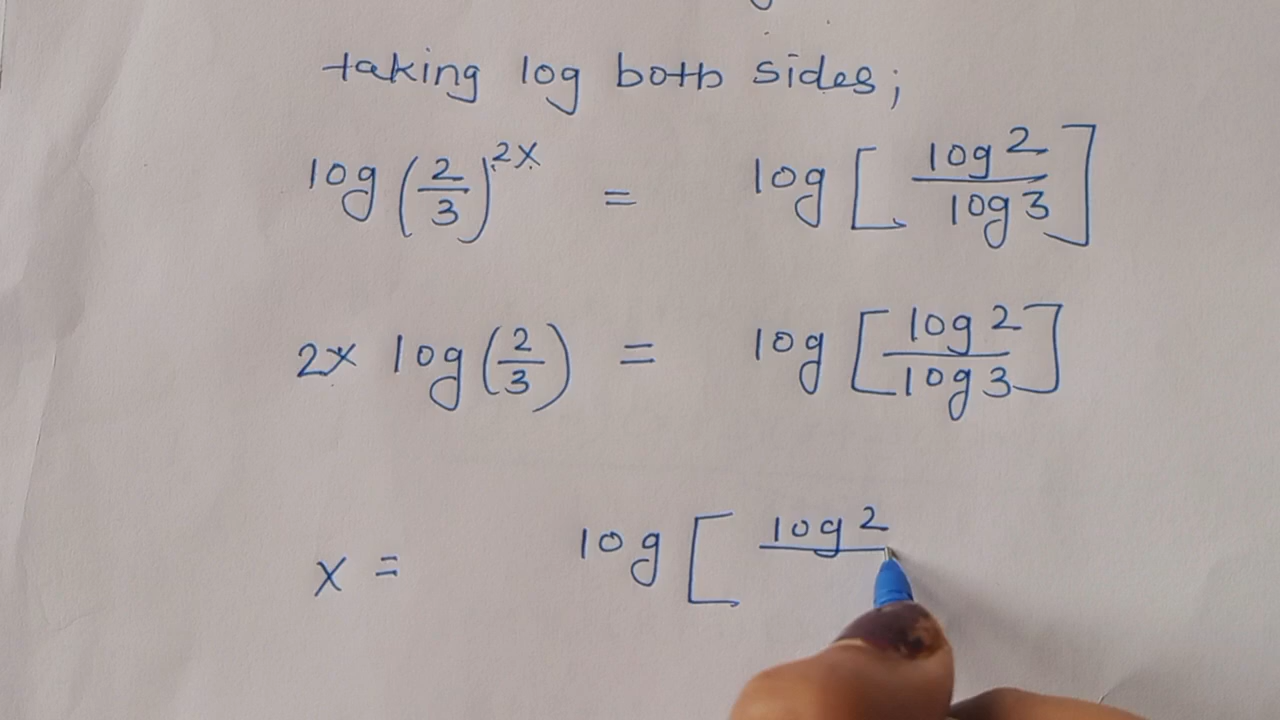 taking log both sides;
log (2/3)^2x = log [log 2 / log 3]
2x log (2/3) = log [log 2 / log 3]
x = log [log 2